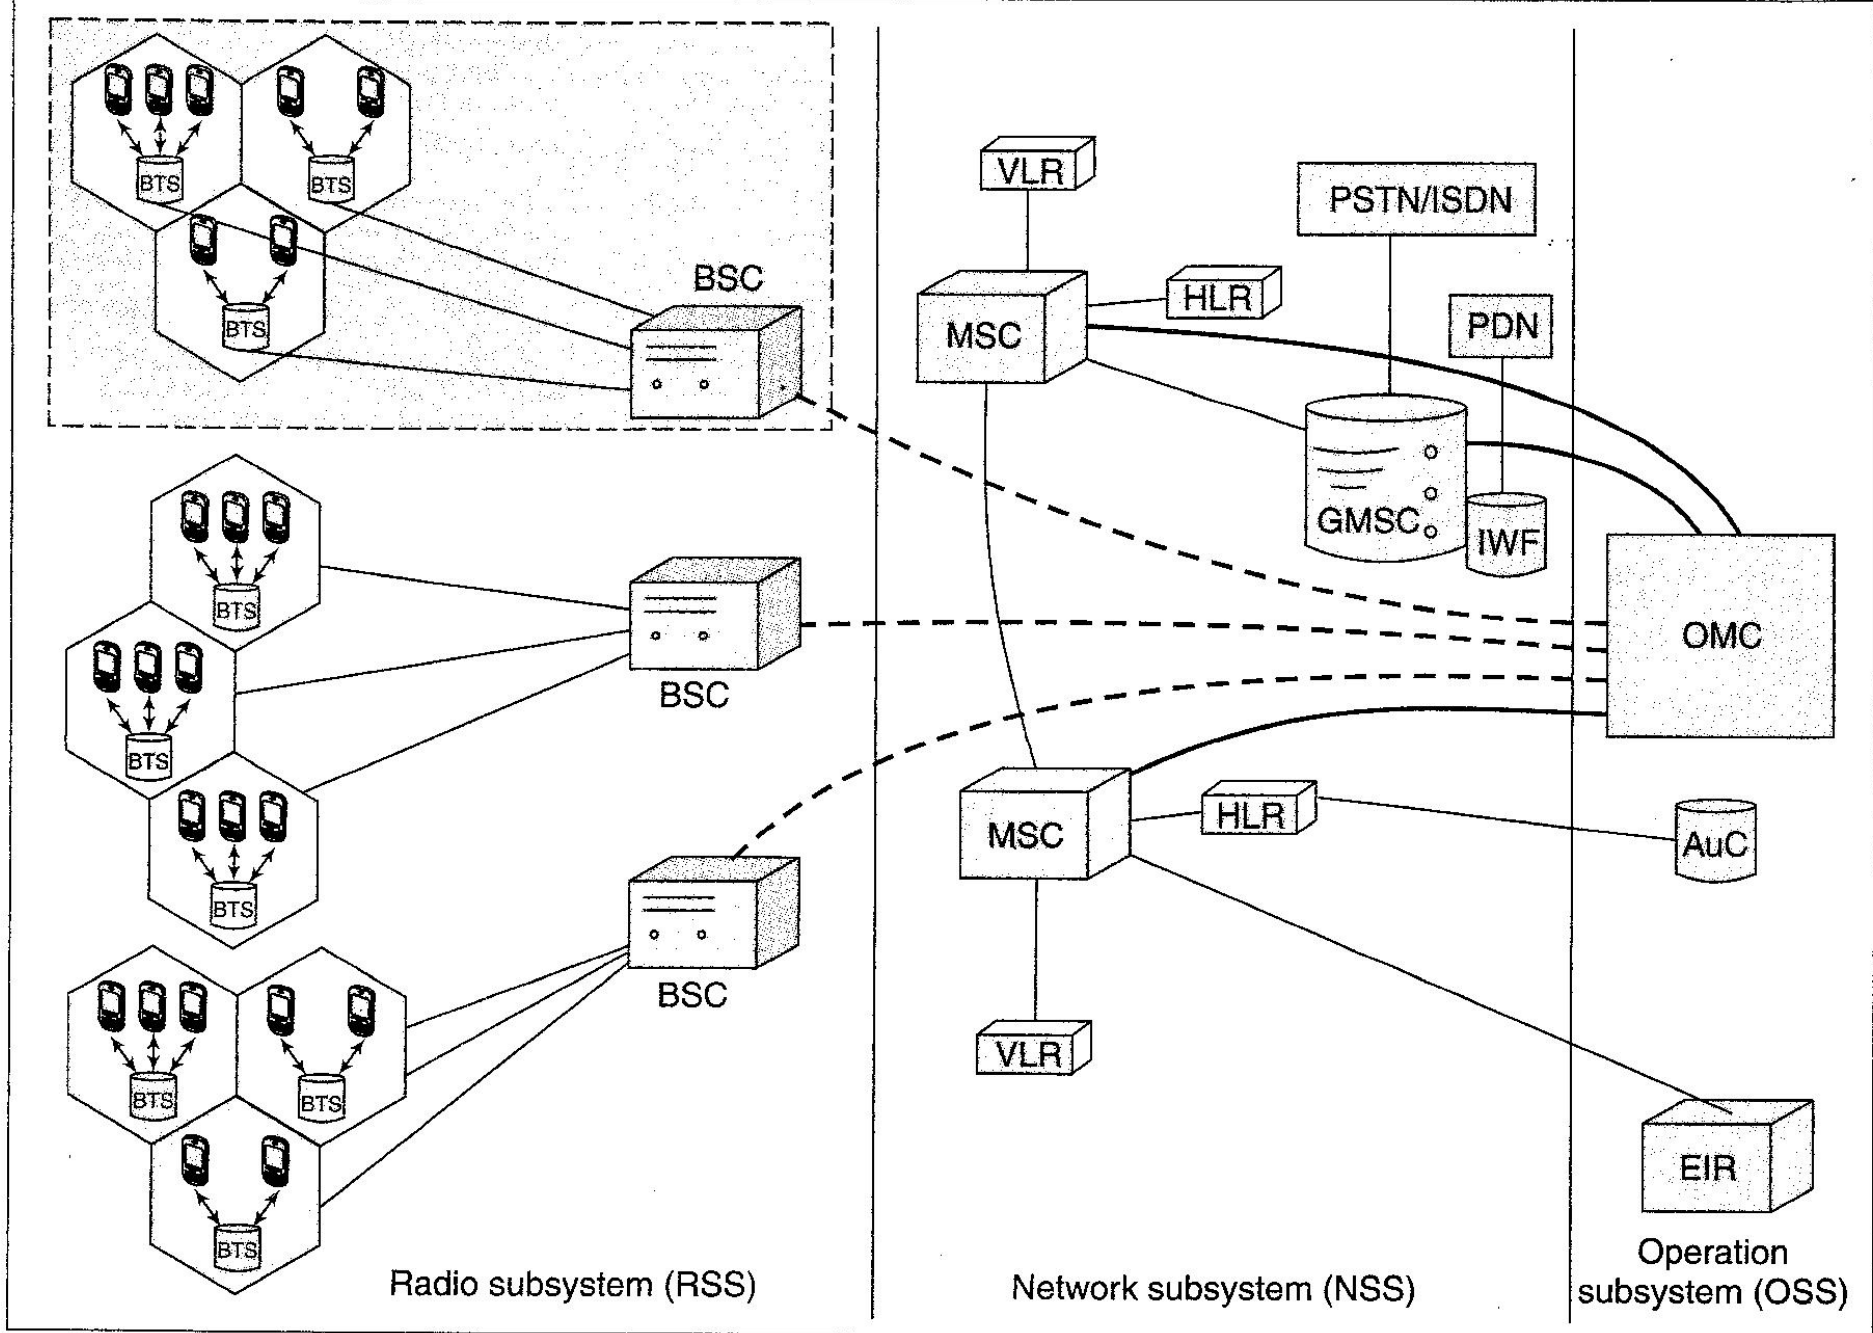 BTS
BTS
BTS
BSC
BTS
BTS
BTS
BSC
BTS
BTS
BTS
BSC
Radio subsystem (RSS)
VLR
MSC
HLR
PSTN/ISDN
PDN
GMSC
IWF
MSC
HLR
VLR
Network subsystem (NSS)
OMC
AuC
EIR
Operation
subsystem (OSS)